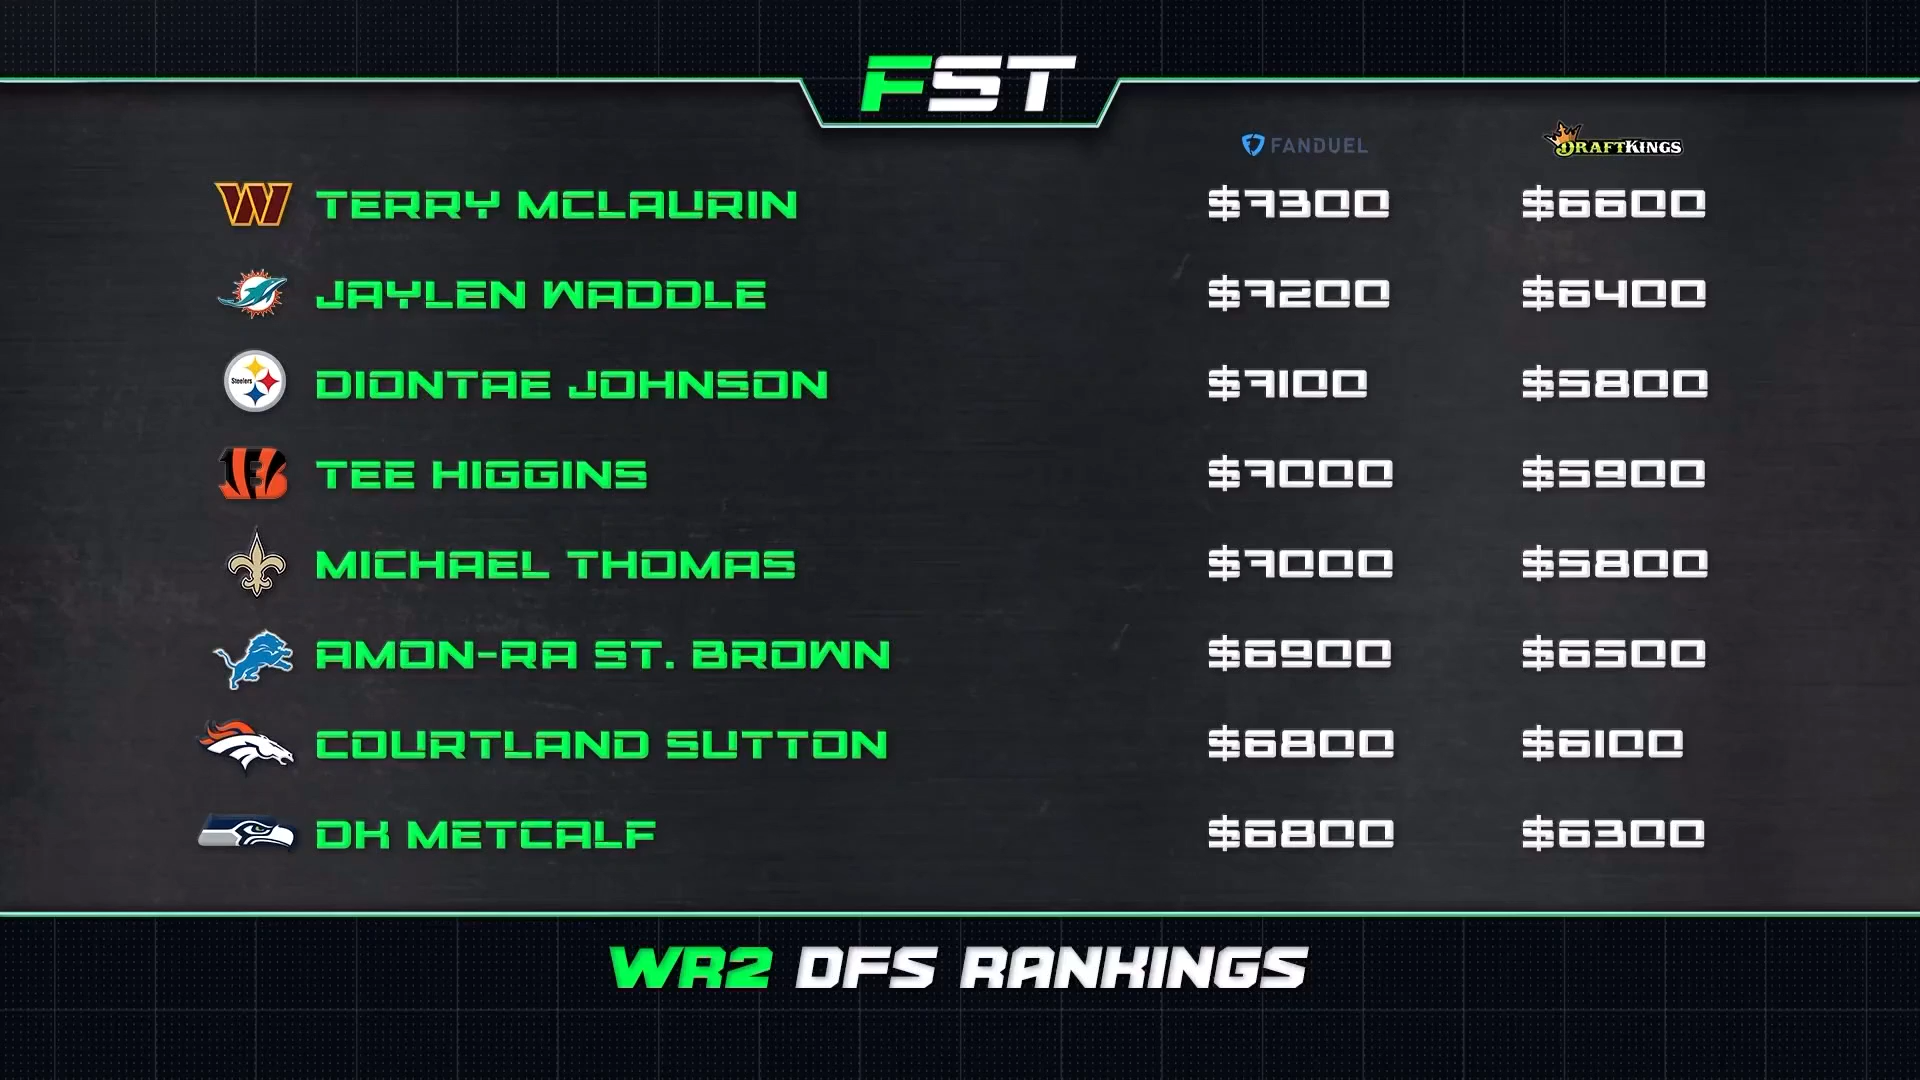 FST
FANDUEL DRAFTKINGS
TERRY MCLAURIN $7300 $6600
JAYLEN WADDLE $7200 $6400
Steelers DIONTAE JOHNSON $7100 $5800
TEE HIGGINS $7000 $5900
MICHAEL THOMAS $7000 $5800
AMON-RA ST. BROWN $6900 $6500
COURTLAND SUTTON $6800 $6100
DK METCALF $6800 $6300
WR2 DFS RANKINGS